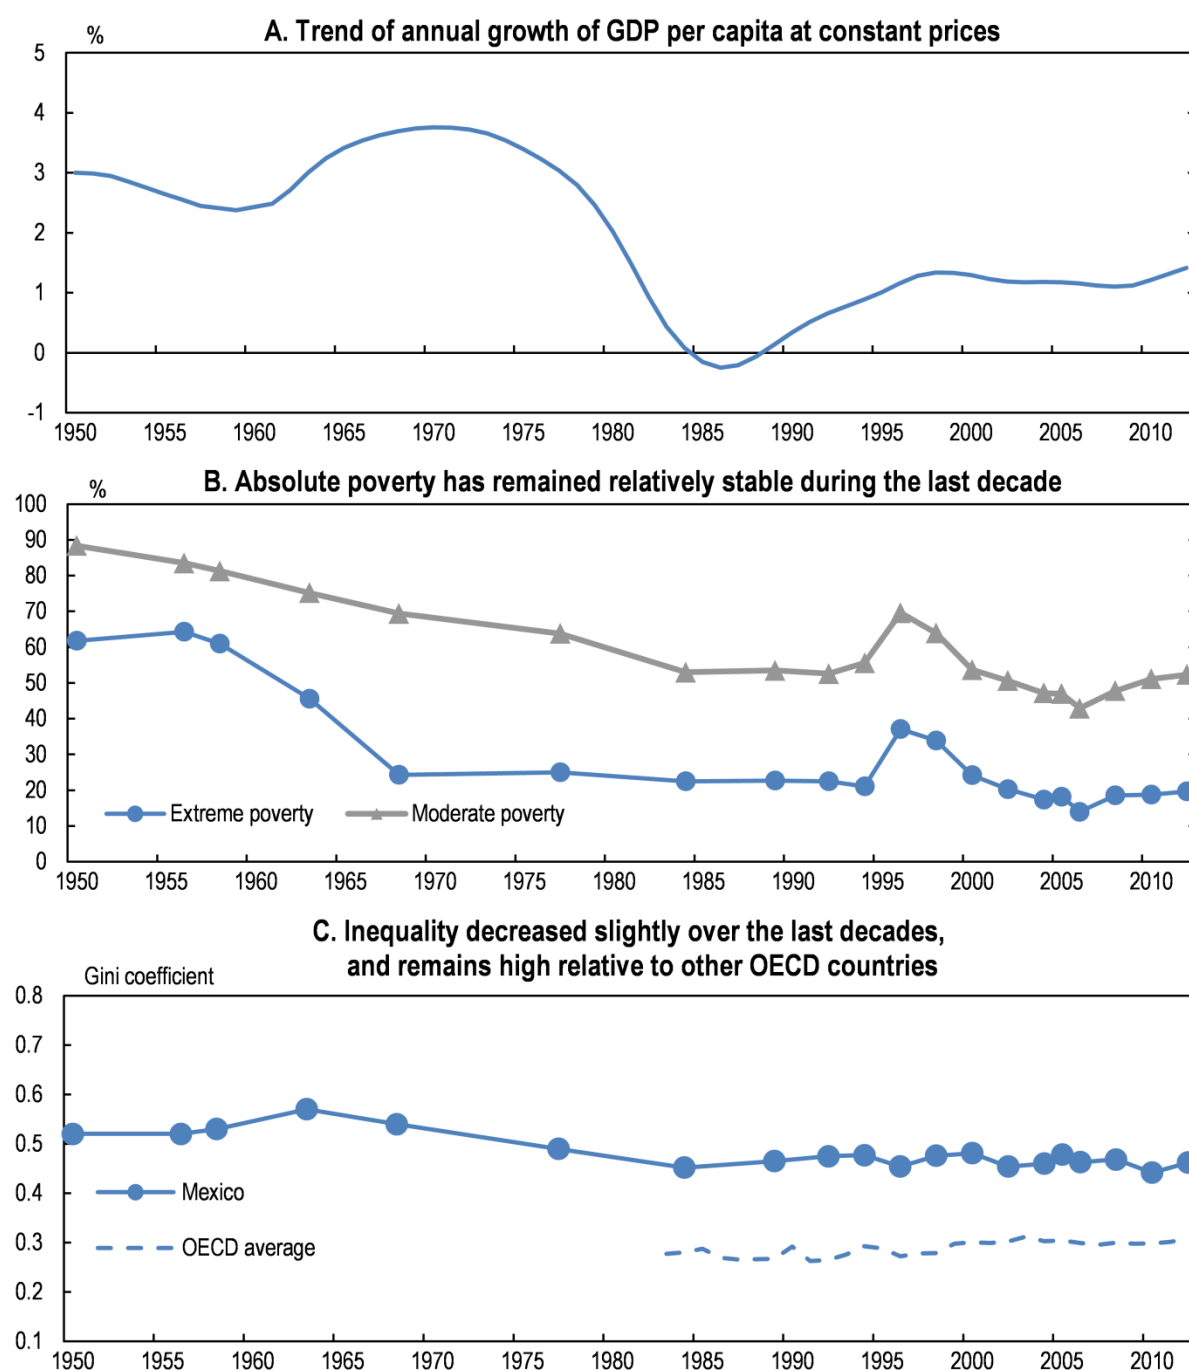 A. Trend of annual growth of GDP per capita at constant prices
%
5
4
3
2
1
0
-1
1950 1955 1960 1965 1970 1975 1980 1985 1990 1995 2000 2005 2010
B. Absolute poverty has remained relatively stable during the last decade
%
100
90
80
70
60
50
40
30
20
10
0
Extreme poverty Moderate poverty
1950 1955 1960 1965 1970 1975 1980 1985 1990 1995 2000 2005 2010
C. Inequality decreased slightly over the last decades,
and remains high relative to other OECD countries
Gini coefficient
0.8
0.7
0.6
0.5
0.4
0.3
0.2
0.1
Mexico
OECD average
1950 1955 1960 1965 1970 1975 1980 1985 1990 1995 2000 2005 2010